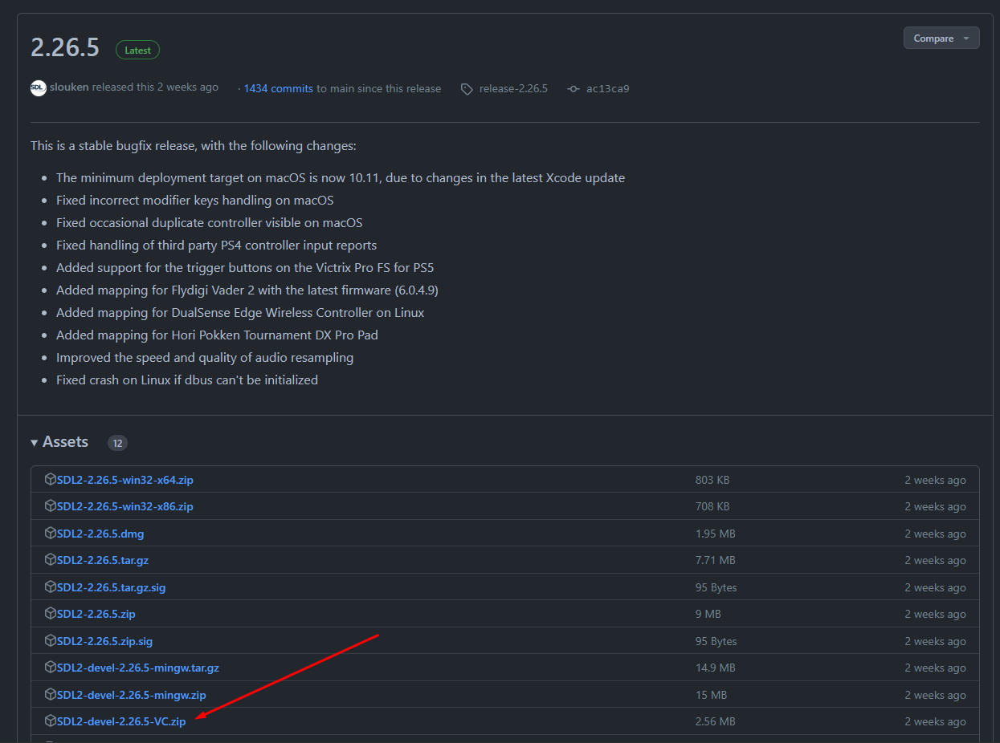 2.26.5 Latest Compare
SDL slouken released this 2 weeks ago · 1434 commits to main since this release release-2.26.5 ac13ca9
This is a stable bugfix release, with the following changes:
• The minimum deployment target on macOS is now 10.11, due to changes in the latest Xcode update
• Fixed incorrect modifier keys handling on macOS
• Fixed occasional duplicate controller visible on macOS
• Fixed handling of third party PS4 controller input reports
• Added support for the trigger buttons on the Victrix Pro FS for PS5
• Added mapping for Flydigi Vader 2 with the latest firmware (6.0.4.9)
• Added mapping for DualSense Edge Wireless Controller on Linux
• Added mapping for Hori Pokken Tournament DX Pro Pad
• Improved the speed and quality of audio resampling
• Fixed crash on Linux if dbus can't be initialized
Assets 12
SDL2-2.26.5-win32-x64.zip 803 KB 2 weeks ago
SDL2-2.26.5-win32-x86.zip 708 KB 2 weeks ago
SDL2-2.26.5.dmg 1.95 MB 2 weeks ago
SDL2-2.26.5.tar.gz 7.71 MB 2 weeks ago
SDL2-2.26.5.tar.gz.sig 95 Bytes 2 weeks ago
SDL2-2.26.5.zip 9 MB 2 weeks ago
SDL2-2.26.5.zip.sig 95 Bytes 2 weeks ago
SDL2-devel-2.26.5-mingw.tar.gz 14.9 MB 2 weeks ago
SDL2-devel-2.26.5-mingw.zip 15 MB 2 weeks ago
SDL2-devel-2.26.5-VC.zip 2.56 MB 2 weeks ago